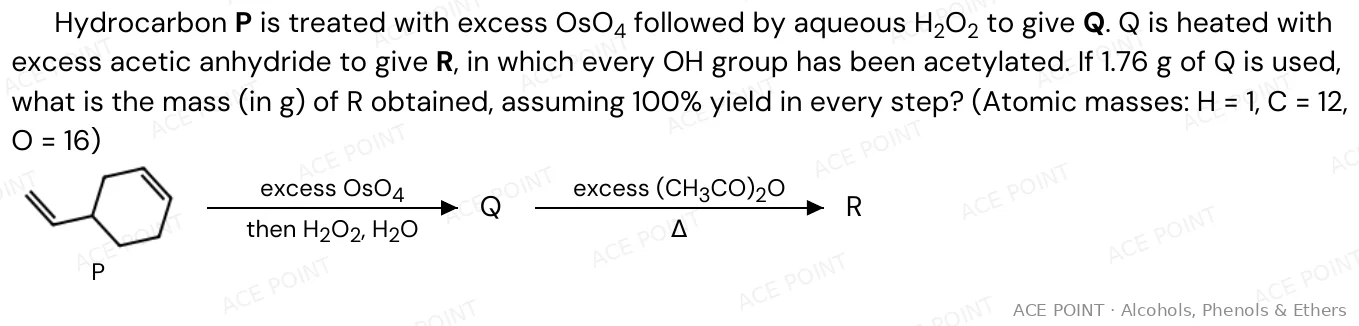 Hydrocarbon P is treated with excess OsO₄ followed by aqueous H₂O₂ to give Q. Q is heated with
excess acetic anhydride to give R, in which every OH group has been acetylated. If 1.76 g of Q is used,
what is the mass (in g) of R obtained, assuming 100% yield in every step? (Atomic masses: H = 1, C = 12,
O = 16)
excess OsO₄
then H₂O₂, H₂O
Q
excess (CH₃CO)₂O
Δ
R
P
ACE POINT · Alcohols, Phenols & Ethers
ACE POINT